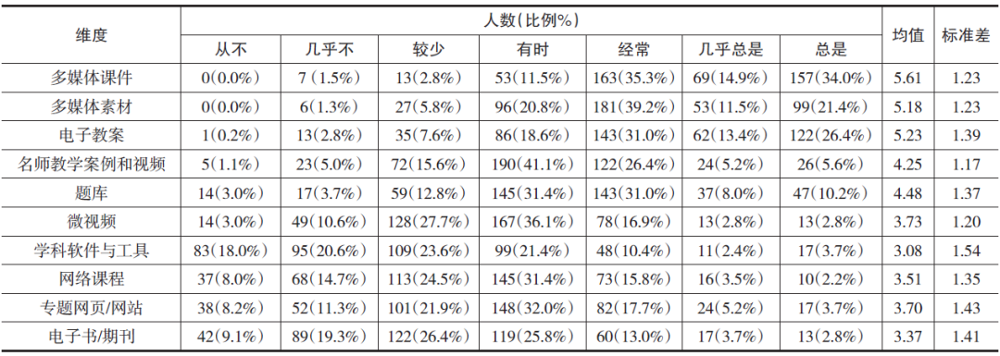 维度 人数(比例%) 均值 标准差
从不 几乎不 较少 有时 经常 几乎总是 总是
多媒体课件 0(0.0%) 7 (1.5%) 13(2.8%) 53(11.5%) 163(35.3%) 69(14.9%) 157(34.0%) 5.61 1.23
多媒体素材 0(0.0%) 6(1.3%) 27(5.8%) 96(20.8%) 181(39.2%) 53(11.5%) 99(21.4%) 5.18 1.23
电子教案 1(0.2%) 13(2.8%) 35(7.6%) 86(18.6%) 143(31.0%) 62(13.4%) 122(26.4%) 5.23 1.39
名师教学案例和视频 5(1.1%) 23(5.0%) 72(15.6%) 190(41.1%) 122(26.4%) 24(5.2%) 26(5.6%) 4.25 1.17
题库 14(3.0%) 17(3.7%) 59(12.8%) 145(31.4%) 143(31.0%) 37(8.0%) 47(10.2%) 4.48 1.37
微视频 14(3.0%) 49(10.6%) 128(27.7%) 167(36.1%) 78(16.9%) 13(2.8%) 13(2.8%) 3.73 1.20
学科软件与工具 83(18.0%) 95(20.6%) 109(23.6%) 99(21.4%) 48(10.4%) 11(2.4%) 17(3.7%) 3.08 1.54
网络课程 37(8.0%) 68(14.7%) 113(24.5%) 145(31.4%) 73(15.8%) 16(3.5%) 10(2.2%) 3.51 1.35
专题网页/网站 38(8.2%) 52(11.3%) 101(21.9%) 148(32.0%) 82(17.7%) 24(5.2%) 17(3.7%) 3.70 1.43
电子书/期刊 42(9.1%) 89(19.3%) 122(26.4%) 119(25.8%) 60(13.0%) 17(3.7%) 13(2.8%) 3.37 1.41